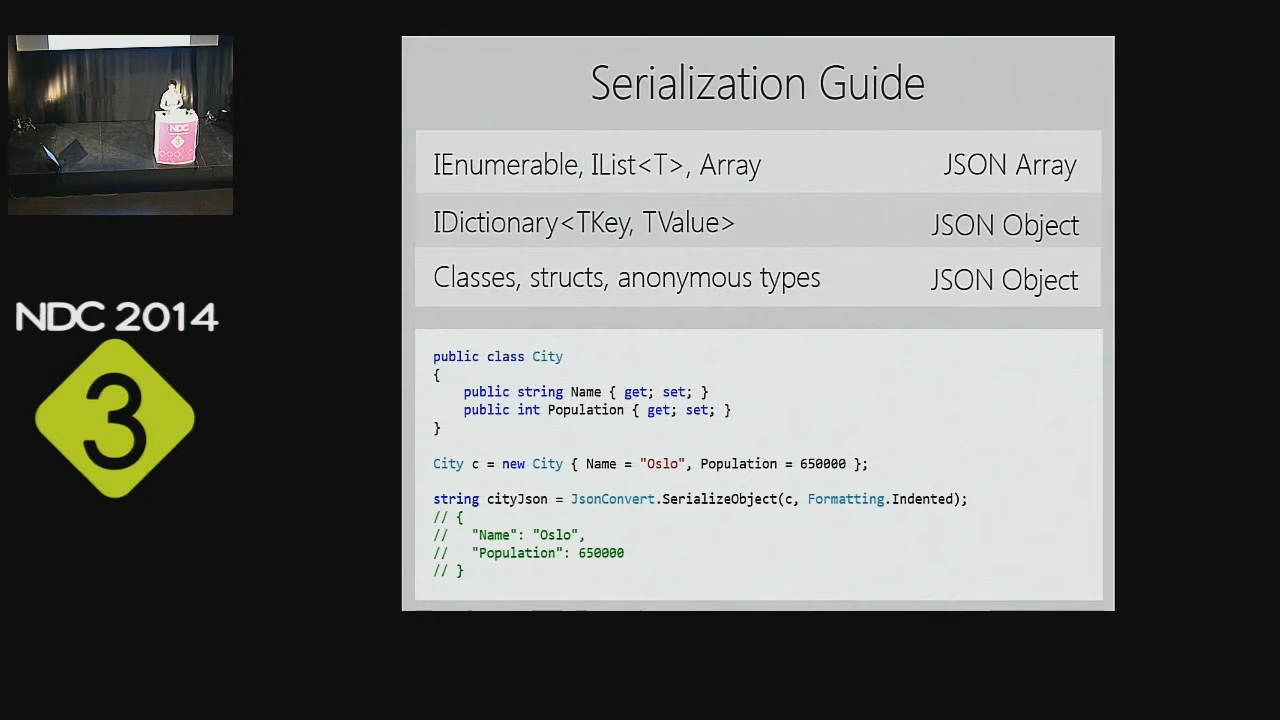 NDC
3
NDC 2014
3
Serialization Guide
IEnumerable, IList<T>, Array JSON Array
IDictionary<TKey, TValue> JSON Object
Classes, structs, anonymous types JSON Object
public class City
{
    public string Name { get; set; }
    public int Population { get; set; }
}
City c = new City { Name = "Oslo", Population = 650000 };
string cityJson = JsonConvert.SerializeObject(c, Formatting.Indented);
// {
//   "Name": "Oslo",
//   "Population": 650000
// }